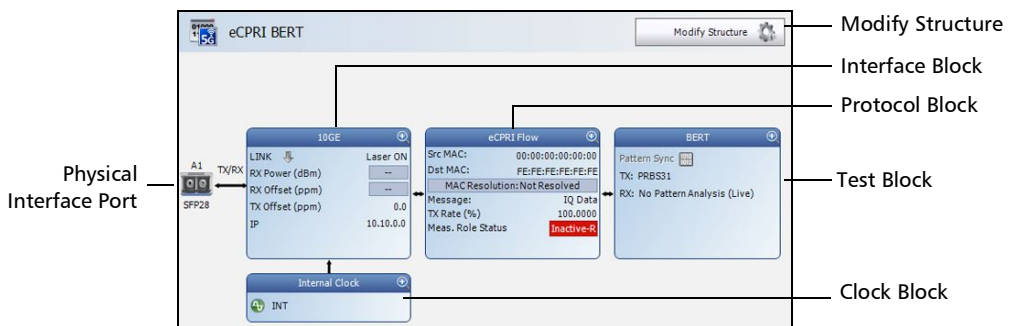 eCPRI BERT
Modify Structure
Modify Structure
Interface Block
Protocol Block
10GE
eCPRI Flow
BERT
LINK Laser ON
RX Power (dBm) --
RX Offset (ppm) --
TX Offset (ppm) 0.0
IP 10.10.0.0
Src MAC: 00:00:00:00:00:00
Dst MAC: FE:FE:FE:FE:FE:FE
MAC Resolution: Not Resolved
Message: IQ Data
TX Rate (%) 100.0000
Meas. Role Status Inactive-R
Pattern Sync
TX: PRBS31
RX: No Pattern Analysis (Live)
A1
TX/RX
SFP28
Physical
Interface Port
Test Block
Internal Clock
INT
Clock Block
5G